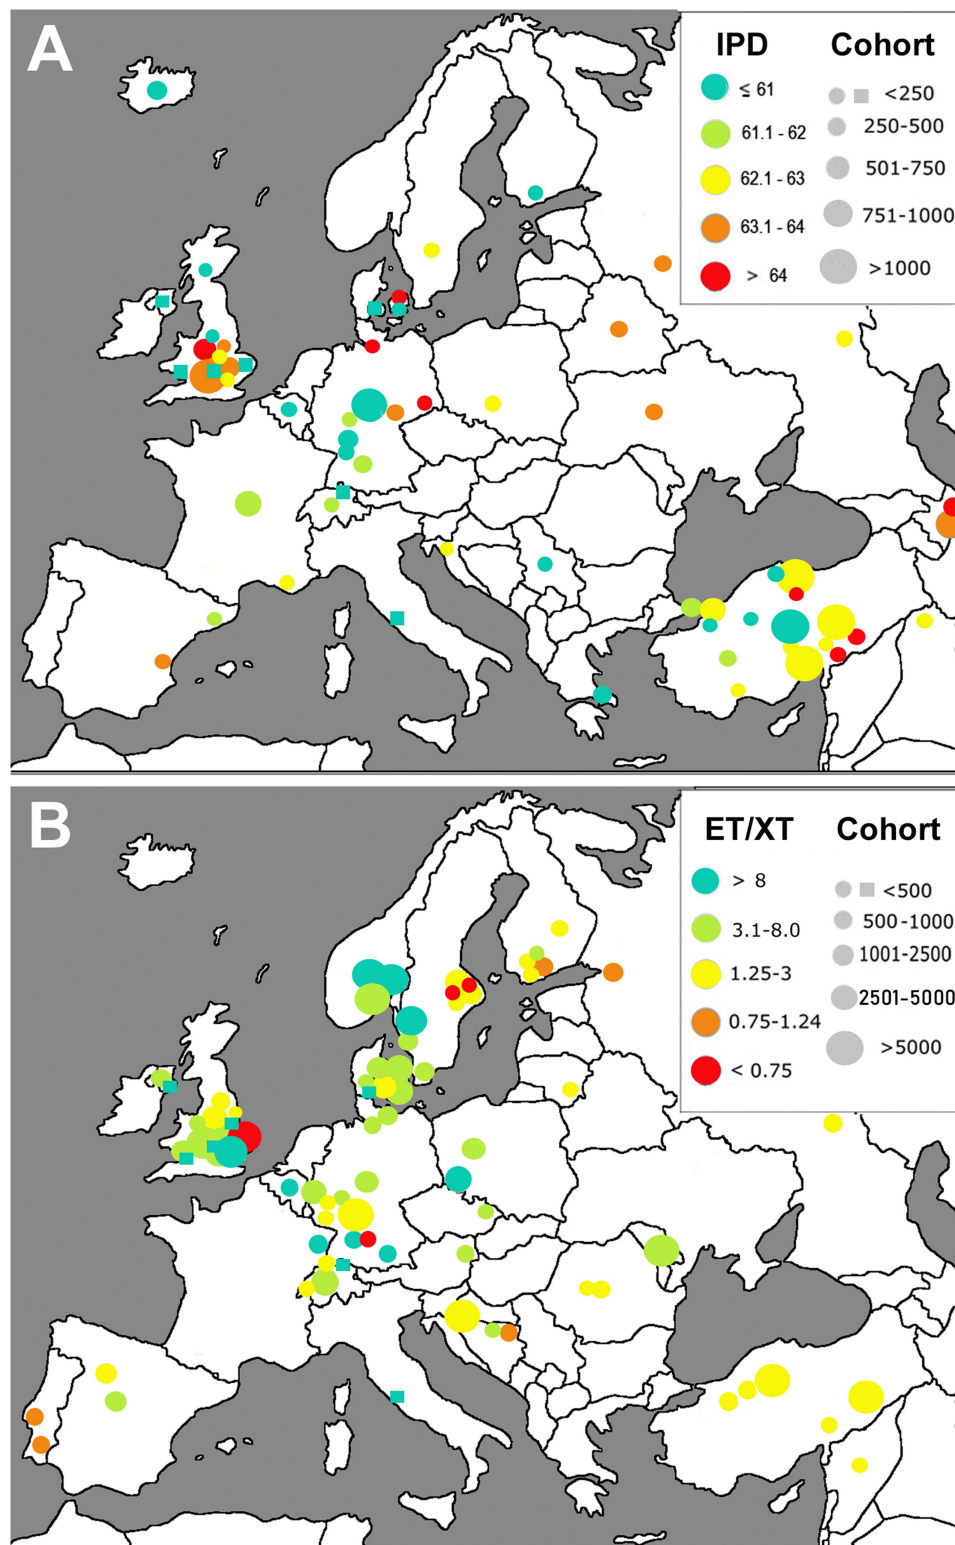 A
IPD Cohort
≤ 61 <250
61.1 - 62 250-500
62.1 - 63 501-750
63.1 - 64 751-1000
> 64 >1000
B
ET/XT Cohort
> 8 <500
3.1-8.0 500-1000
1.25-3 1001-2500
0.75-1.24 2501-5000
< 0.75 >5000